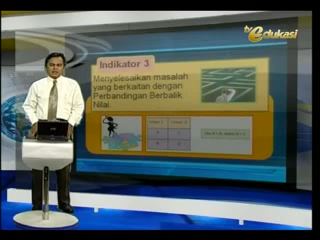 tv edukasi
Indikator 3
Menyelesaikan masalah
yang berkaitan dengan
Perbandingan Berbalik
Nilai.